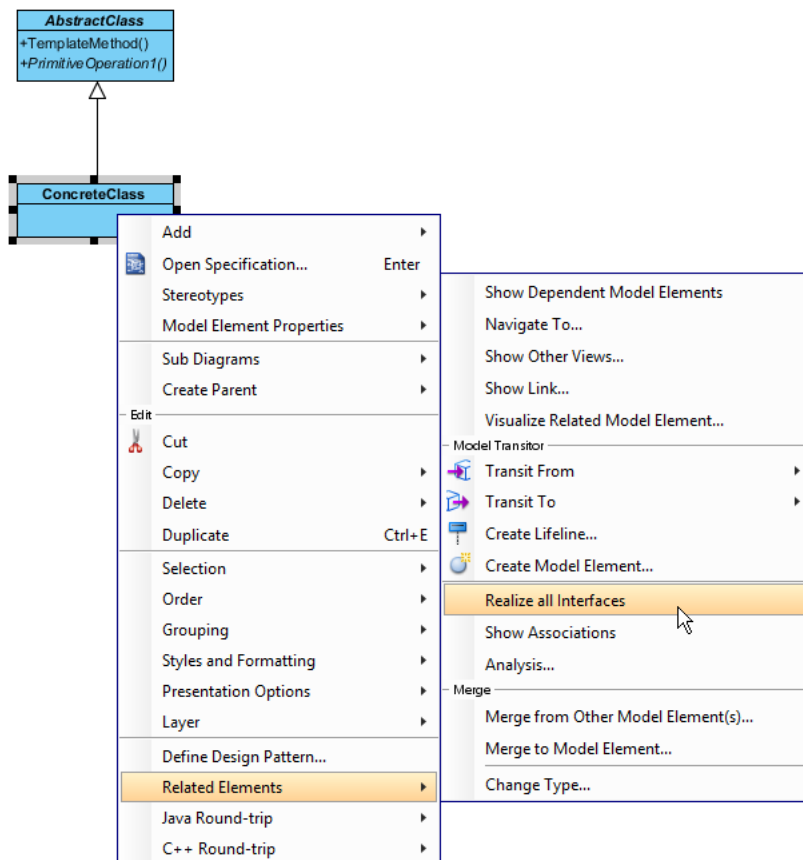 AbstractClass
+TemplateMethod()
+PrimitiveOperation1()
ConcreteClass
Add
Open Specification... Enter
Stereotypes
Model Element Properties
Sub Diagrams
Create Parent
Edit
Cut
Copy
Delete
Duplicate Ctrl+E
Selection
Order
Grouping
Styles and Formatting
Presentation Options
Layer
Define Design Pattern...
Related Elements
Java Round-trip
C++ Round-trip
Show Dependent Model Elements
Navigate To...
Show Other Views...
Show Link...
Visualize Related Model Element...
Model Transitor
Transit From
Transit To
Create Lifeline...
Create Model Element...
Realize all Interfaces
Show Associations
Analysis...
Merge
Merge from Other Model Element(s)...
Merge to Model Element...
Change Type...